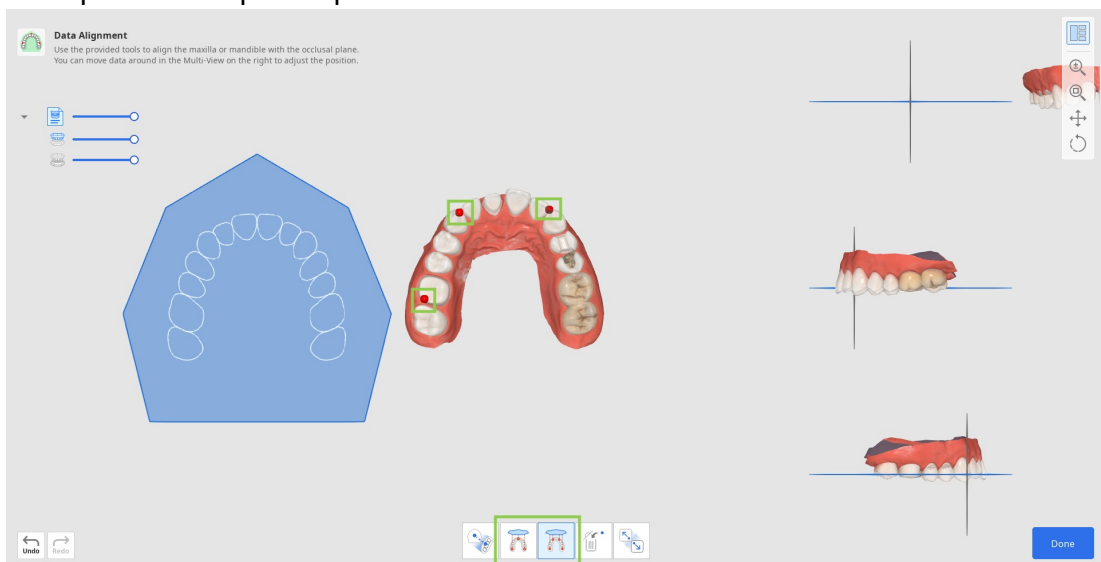 Data Alignment
Use the provided tools to align the maxilla or mandible with the occlusal plane.
You can move data around in the Multi-View on the right to adjust the position.
Undo
Redo
Done